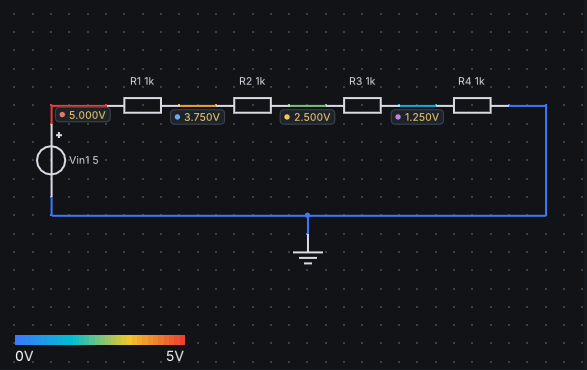 R1 1k
R2 1k
R3 1k
R4 1k
5.000V
3.750V
2.500V
1.250V
+
Vin1 5
0V
5V